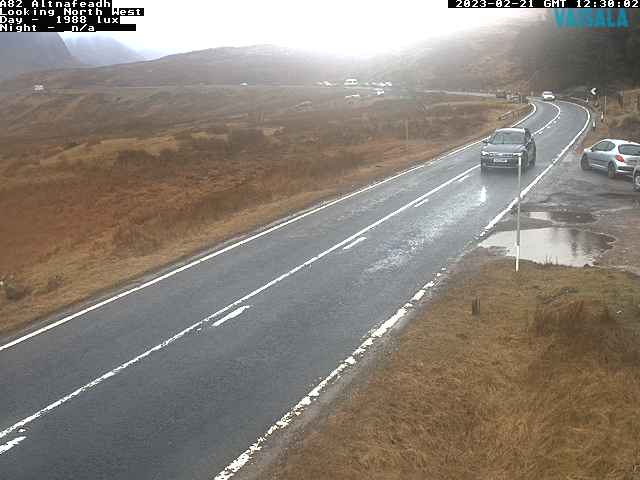 A82 Altnafeadh
Looking North West
Day - 1988 lux
Night - n/a
2023-02-21 GMT 12:30:02
VAISALA